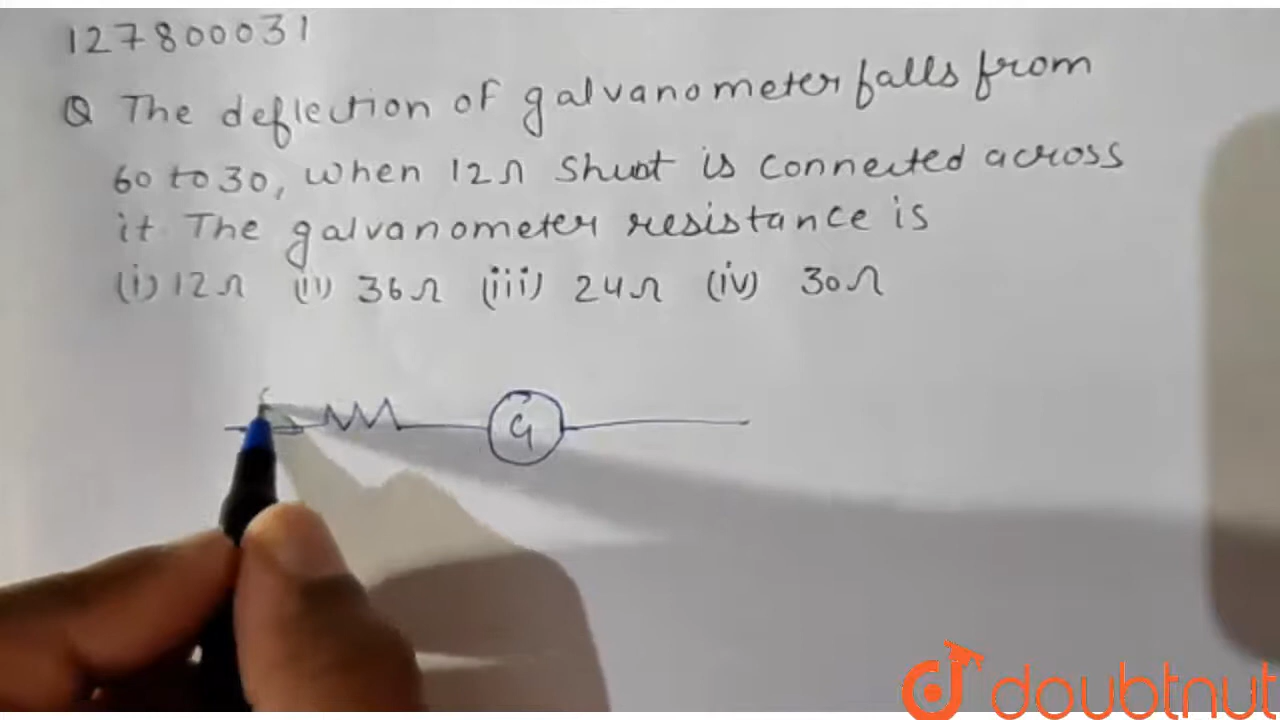 127800031
Q The deflection of galvanometer falls from
60 to 30, when 12Ω Shunt is connected across
it The galvanometer resistance is
(i) 12Ω (ii) 36Ω (iii) 24Ω (iv) 30Ω
G
doubtnut